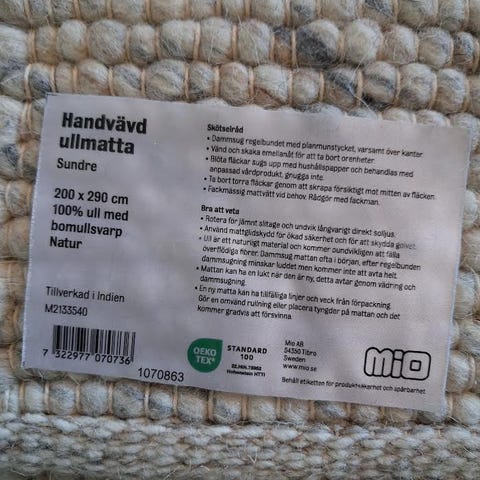 Handvävd
ullmatta
Sundre
200 x 290 cm
100% ull med
bomullsvarp
Natur
Tillverkad i Indien
M2133540
7 322977 070736
1070863
Skötselråd
• Dammsug regelbundet med planmunstycket, varsamt över kanter
• Vänd och skaka emellanåt för att ta bort orenheter.
• Blöta fläckar sugs upp med hushållspapper och behandlas med
anpassad vårdprodukt, gnugga inte.
• Ta bort torra fläckar genom att skrapa försiktigt mot mitten av fläcken.
• Fackmässig mattvätt vid behov. Rådgör med fackman.
Bra att veta
• Rotera för jämnt slitage och undvik långvarigt direkt solljus.
• Använd mattglidskydd för ökad säkerhet och för att skydda golvet.
• Ull är ett naturligt material och kommer oundvikligen att fälla
överflödiga fibrer. Dammsug matta ofta i början, efter regelbunden
dammsugning minskar luddet men kommer inte att avta helt.
• Mattan kan ha en lukt när den är ny, detta avtar genom vädring och
dammsugning.
• En ny matta kan ha tillfälliga linjer och veck från förpackning.
Gör en omvänd rullning eller placera tyngder på mattan och det
kommer gradvis att försvinna.
OEKO
TEX®
STANDARD
100
Hohenstein HTTI
Mio AB
54350 Tibro
Sweden
www.mio.se
MIO
Behåll etiketten för produktsäkerhet och spårbarhet